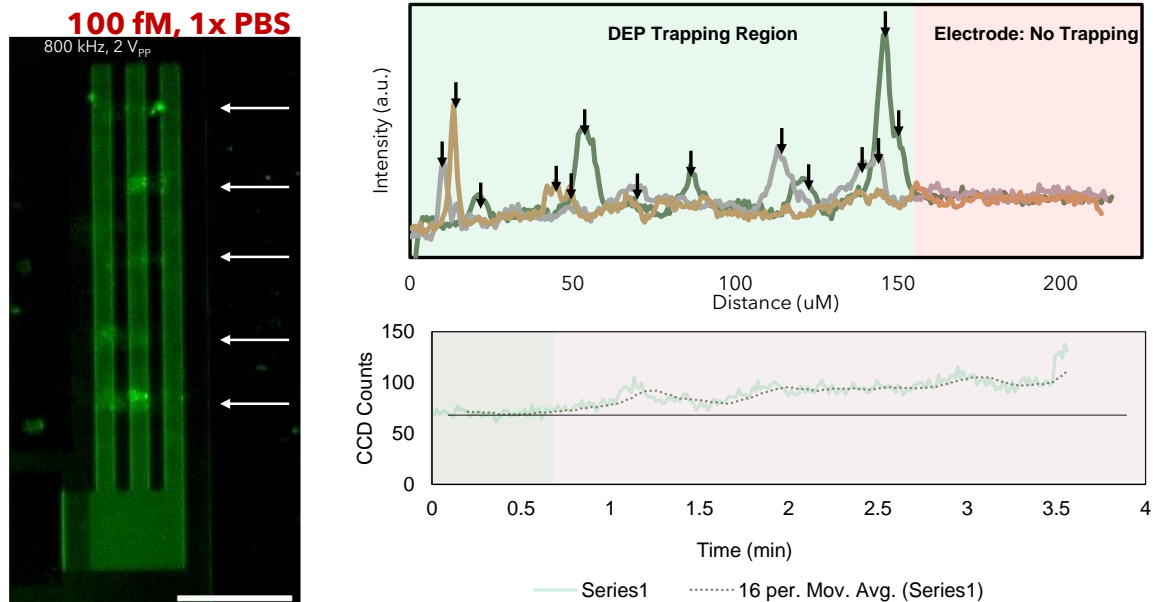 100 fM, 1x PBS
800 kHz, 2 VPP
DEP Trapping Region
Electrode: No Trapping
Intensity (a.u.)
0 50 100 150 200
Distance (uM)
150
100
50
0
CCD Counts
0 0.5 1 1.5 2 2.5 3 3.5 4
Time (min)
Series1
16 per. Mov. Avg. (Series1)